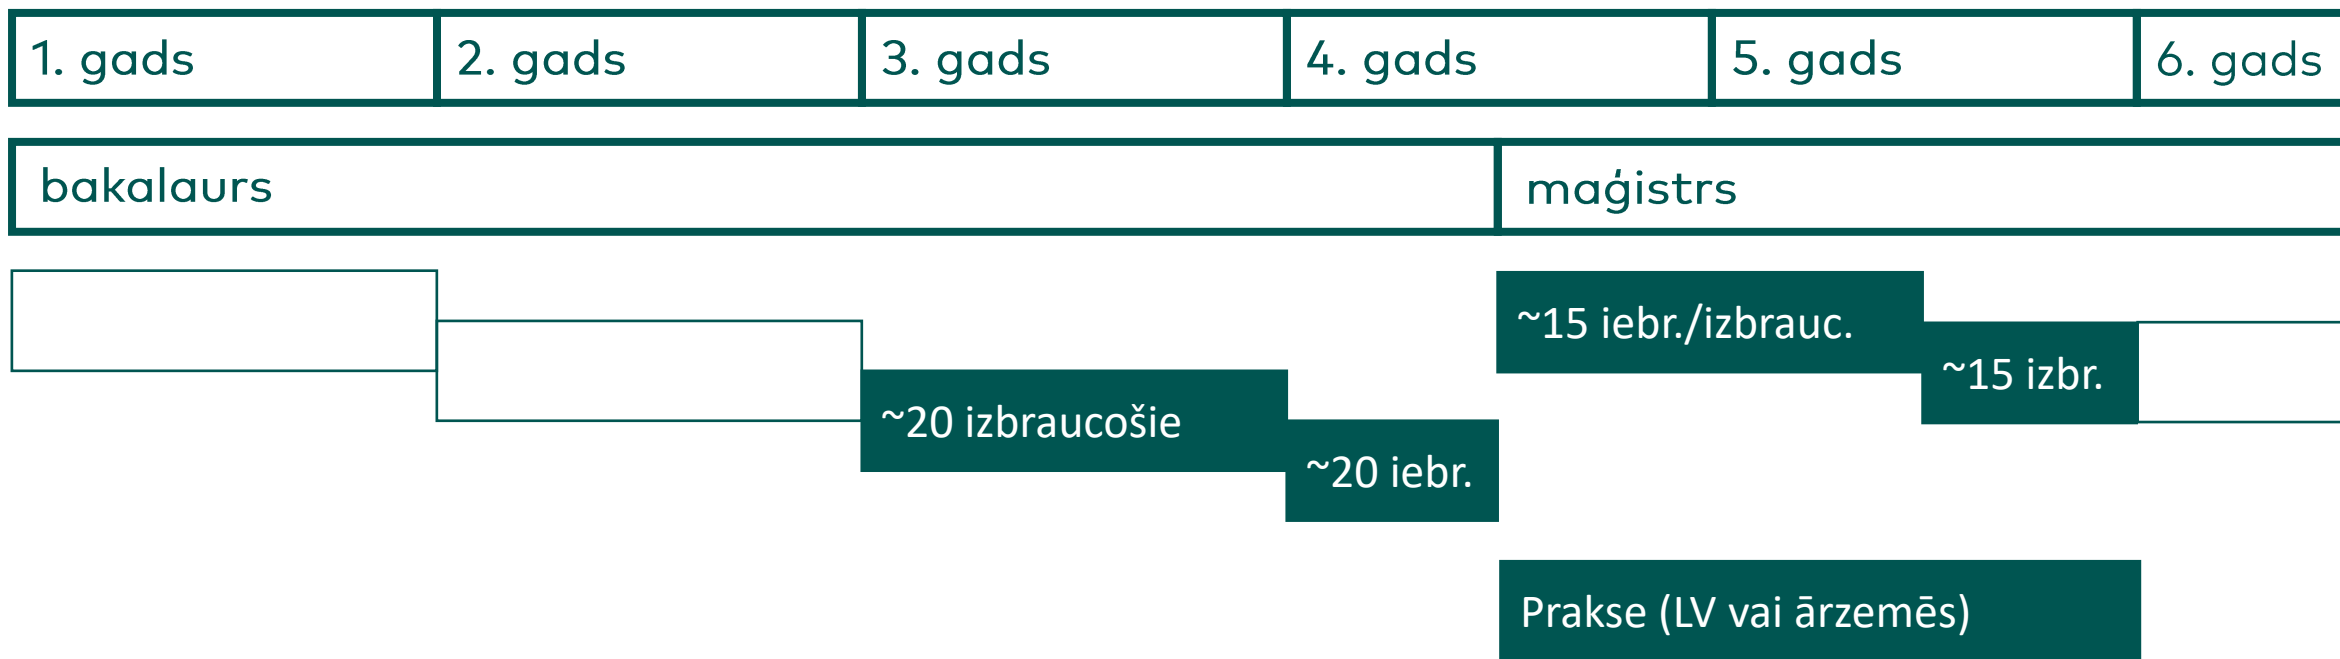 1. gads
2. gads
3. gads
4. gads
5. gads
6. gads
bakalaurs
maģistrs
~15 iebr./izbrauc.
~15 izbr.
~20 izbraucošie
~20 iebr.
Prakse (LV vai ārzemēs)